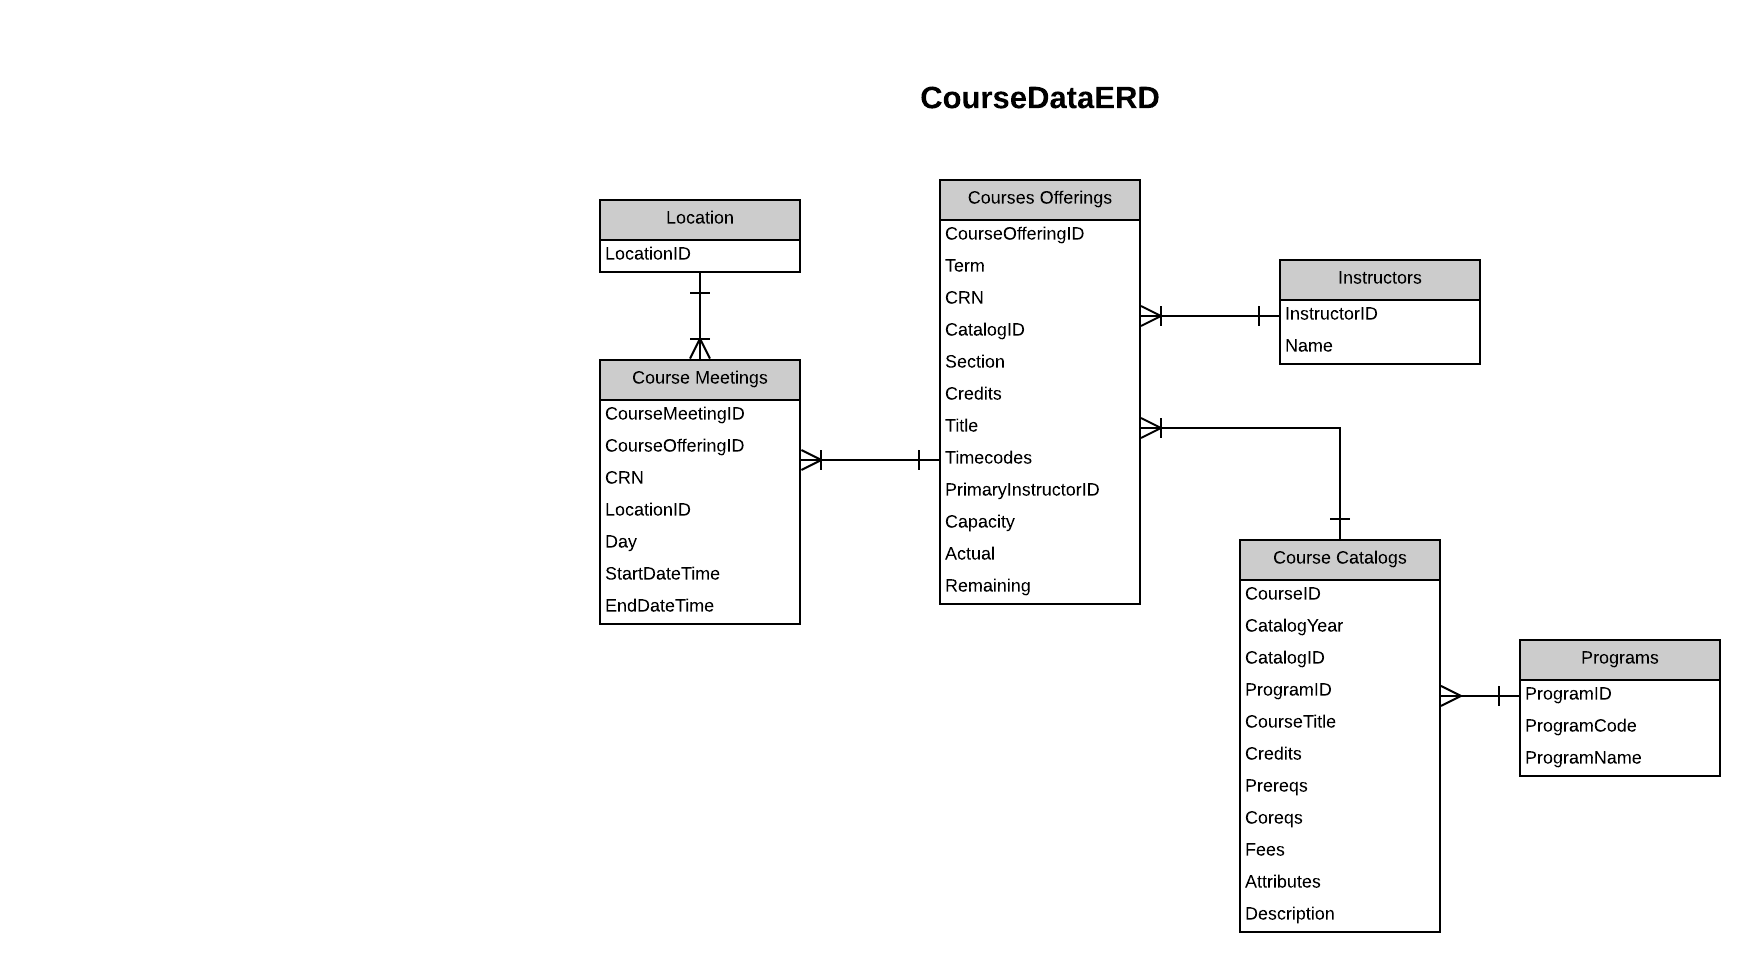 CourseDataERD
Location
LocationID
Course Meetings
CourseMeetingID
CourseOfferingID
CRN
LocationID
Day
StartDateTime
EndDateTime
Courses Offerings
CourseOfferingID
Term
CRN
CatalogID
Section
Credits
Title
Timecodes
PrimaryInstructorID
Capacity
Actual
Remaining
Instructors
InstructorID
Name
Course Catalogs
CourseID
CatalogYear
CatalogID
ProgramID
CourseTitle
Credits
Prereqs
Coreqs
Fees
Attributes
Description
Programs
ProgramID
ProgramCode
ProgramName